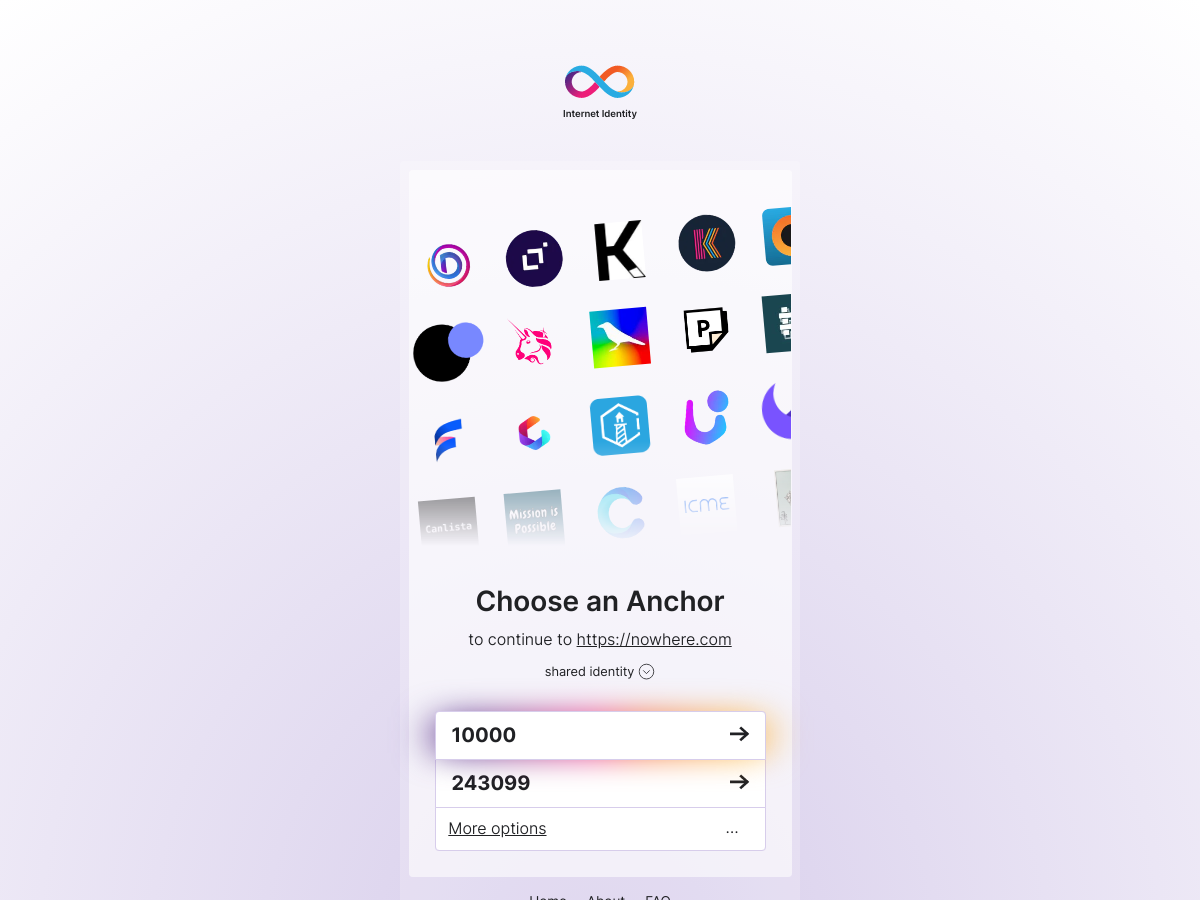 Internet Identity
K
P
Canlista
Mission is
Possible
ICME
Choose an Anchor
to continue to https://nowhere.com
shared identity
10000
243099
More options ...
Home About FAQ